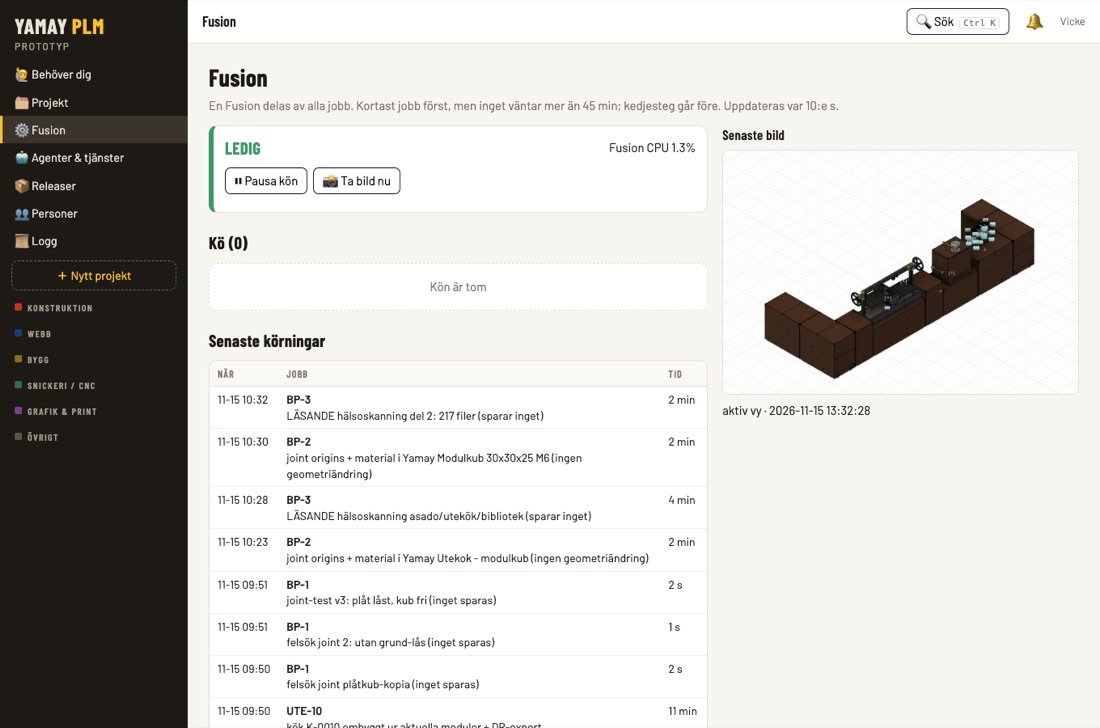 YAMAY PLM
PROTOTYP
Behöver dig
Projekt
Fusion
Agenter & tjänster
Releaser
Personer
Logg
+ Nytt projekt
KONSTRUKTION
WEBB
BYGG
SNICKERI / CNC
GRAFIK & PRINT
ÖVRIGT
Fusion
Sök Ctrl K
Vicke
Fusion
En Fusion delas av alla jobb. Kortast jobb först, men inget väntar mer än 45 min; kedjesteg går före. Uppdateras var 10:e s.
LEDIG
Fusion CPU 1.3%
Pausa kön
Ta bild nu
Kö (0)
Kön är tom
Senaste körningar
NÄR JOBB TID
11-15 10:32 BP-3 2 min
LÄSANDE hälsoskanning del 2: 217 filer (sparar inget)
11-15 10:30 BP-2 2 min
joint origins + material i Yamay Modulkub 30x30x25 M6 (ingen
geometriändring)
11-15 10:28 BP-3 4 min
LÄSANDE hälsoskanning asado/utekök/bibliotek (sparar inget)
11-15 10:23 BP-2 2 min
joint origins + material i Yamay Utekok - modulkub (ingen geometriändring)
11-15 09:51 BP-1 2 s
joint-test v3: plåt låst, kub fri (inget sparas)
11-15 09:51 BP-1 1 s
felsök joint 2: utan grund-lås (inget sparas)
11-15 09:50 BP-1 2 s
felsök joint plåtkub-kopia (inget sparas)
11-15 09:50 UTE-10 11 min
kök K-0010 ombyggt ur aktuella moduler + DP-export
Senaste bild
aktiv vy · 2026-11-15 13:32:28